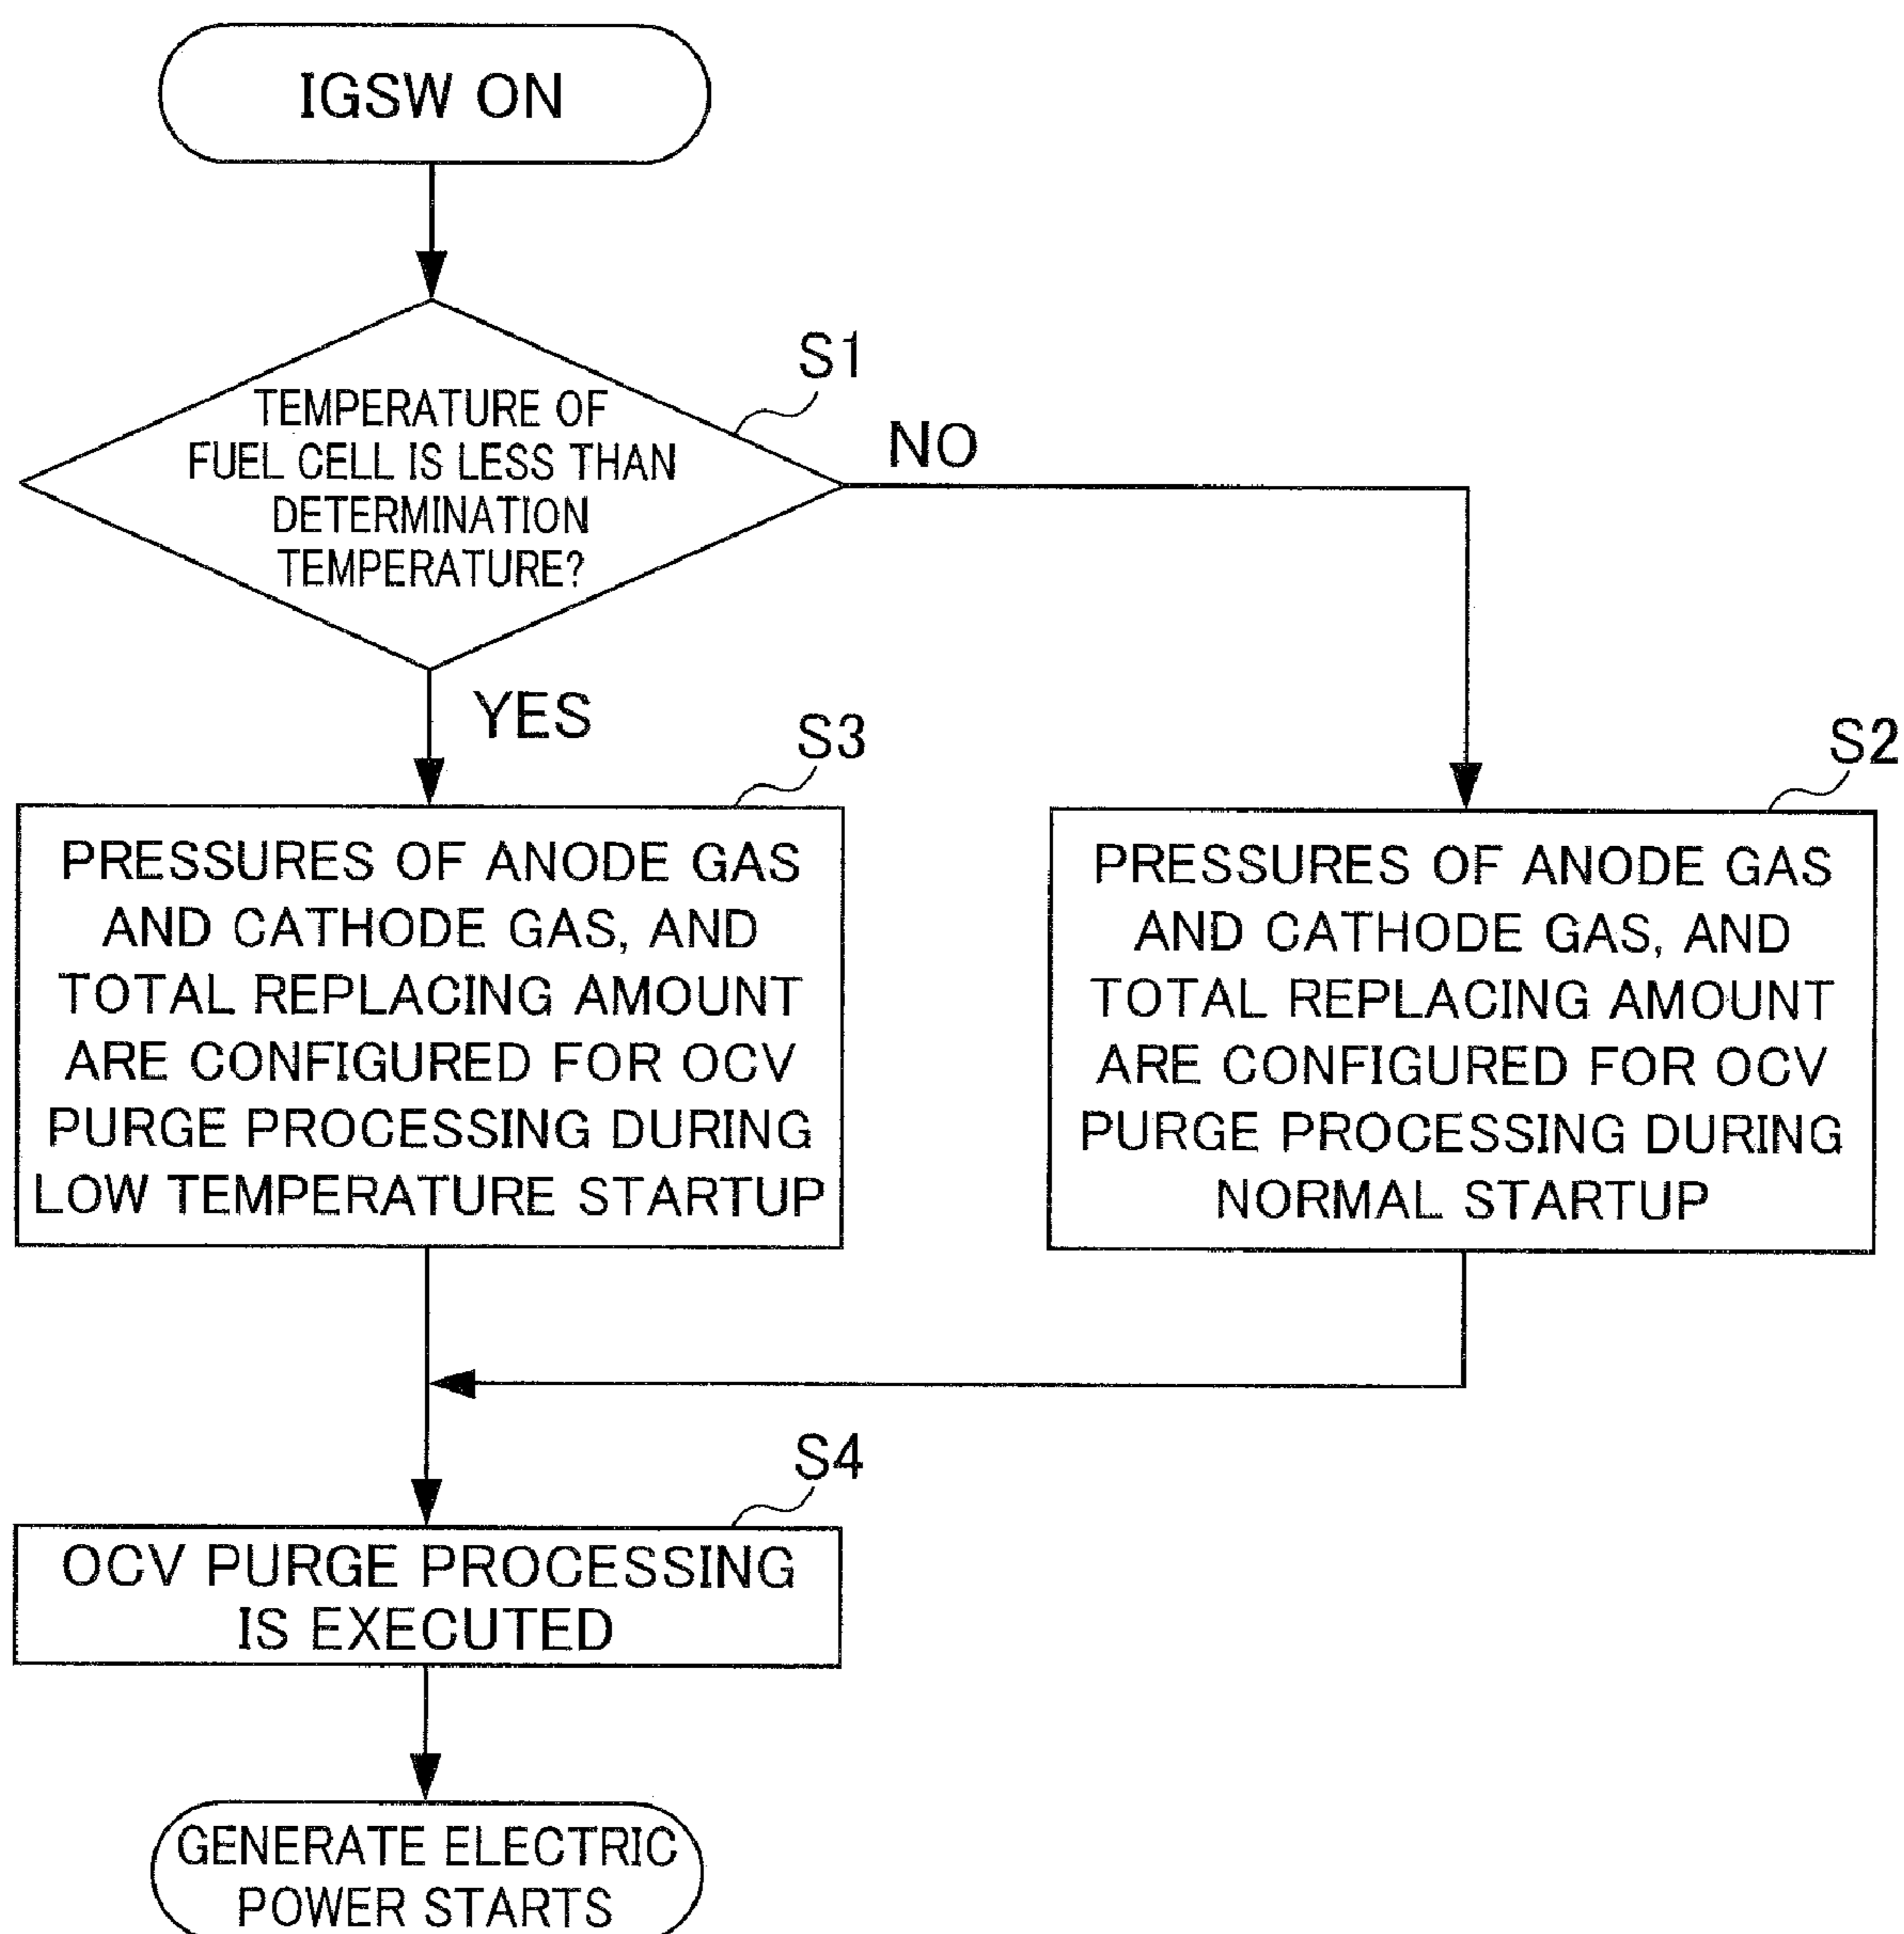 IGSW ON
S1
TEMPERATURE OF
FUEL CELL IS LESS THAN
DETERMINATION
TEMPERATURE?
NO
YES
S3
PRESSURES OF ANODE GAS
AND CATHODE GAS, AND
TOTAL REPLACING AMOUNT
ARE CONFIGURED FOR OCV
PURGE PROCESSING DURING
LOW TEMPERATURE STARTUP
S2
PRESSURES OF ANODE GAS
AND CATHODE GAS, AND
TOTAL REPLACING AMOUNT
ARE CONFIGURED FOR OCV
PURGE PROCESSING DURING
NORMAL STARTUP
S4
OCV PURGE PROCESSING
IS EXECUTED
GENERATE ELECTRIC
POWER STARTS